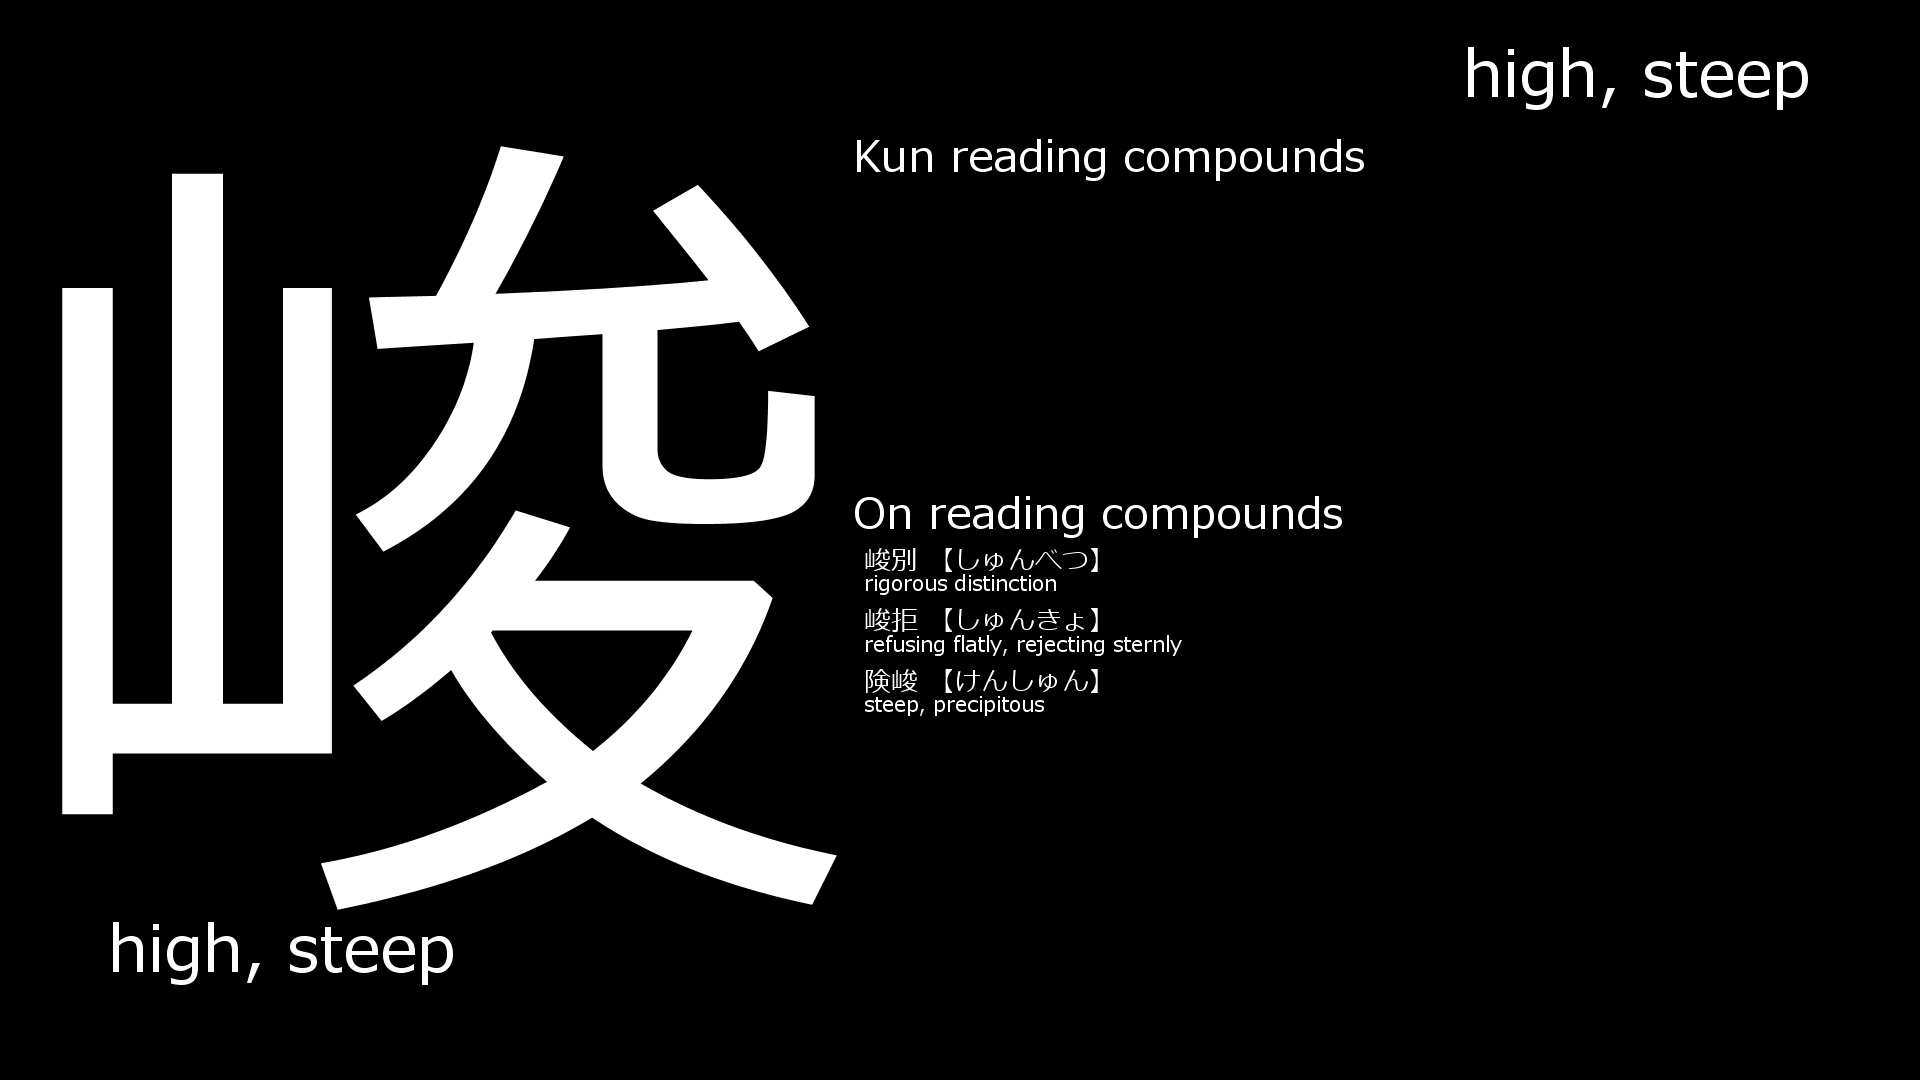 high, steep
峻
Kun reading compounds
On reading compounds
峻別 【しゅんべつ】
rigorous distinction
峻拒 【しゅんきょ】
refusing flatly, rejecting sternly
険峻 【けんしゅん】
steep, precipitous
high, steep